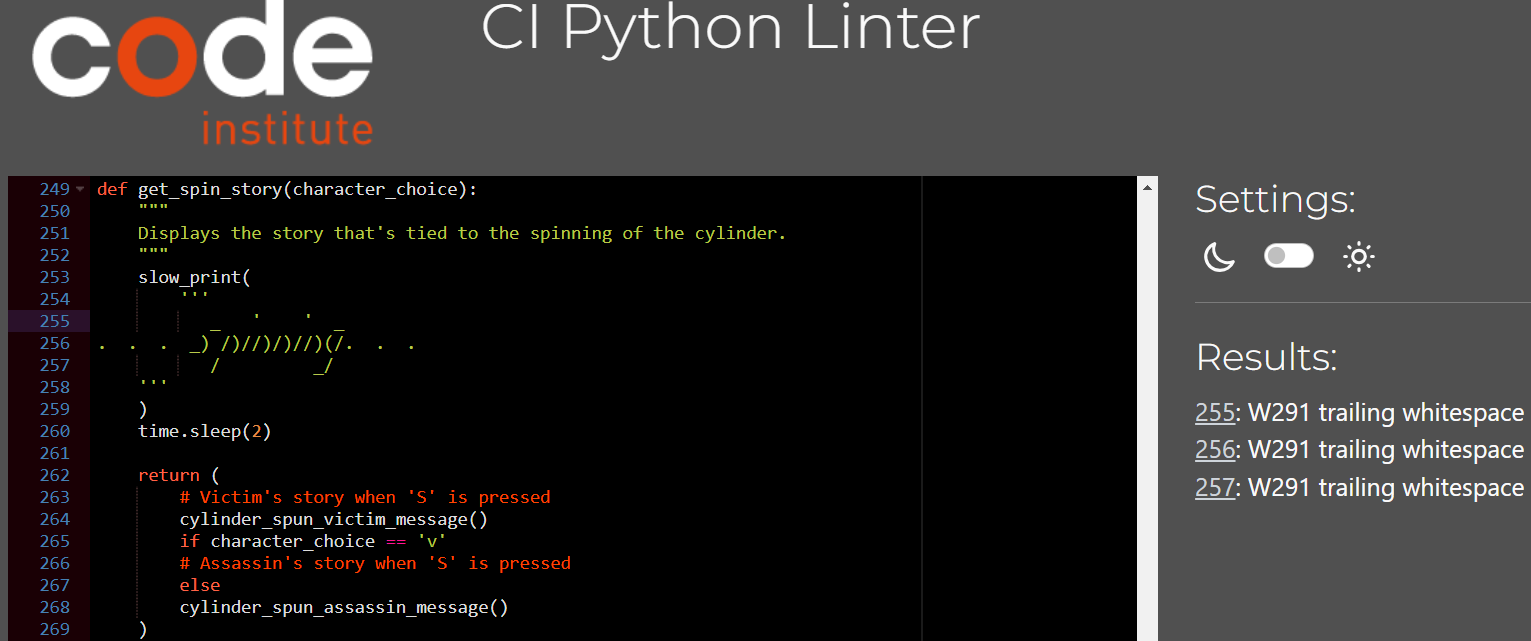 code
institute
CI Python Linter
249 def get_spin_story(character_choice):
250     """
251     Displays the story that's tied to the spinning of the cylinder.
252     """
253     slow_print(
254         '''
255            _   '    '  _
256 .  .  .  _) /)//)/)//)(/.  .  .
257            /         _/
258     '''
259     )
260     time.sleep(2)
261
262     return (
263         # Victim's story when 'S' is pressed
264         cylinder_spun_victim_message()
265         if character_choice == 'v'
266         # Assassin's story when 'S' is pressed
267         else
268         cylinder_spun_assassin_message()
269     )
Settings:
Results:
255: W291 trailing whitespace
256: W291 trailing whitespace
257: W291 trailing whitespace